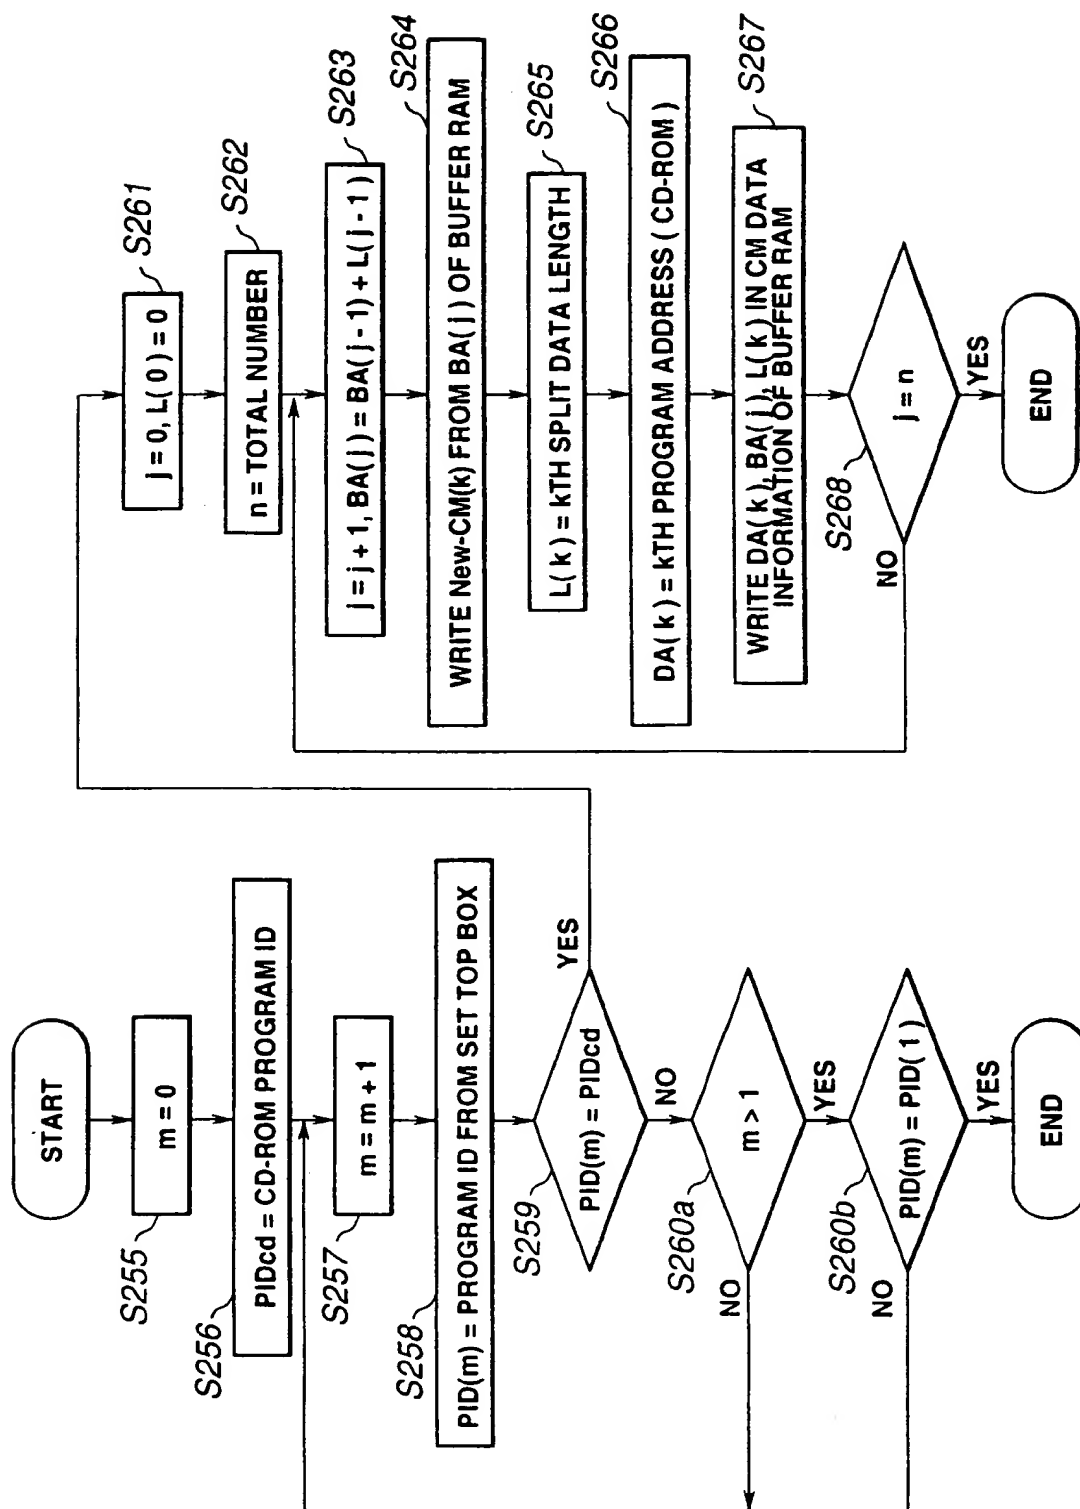 START
S255
m = 0
S256
PIDcd = CD-ROM PROGRAM ID
S257
m = m + 1
S258
PID(m) = PROGRAM ID FROM SET TOP BOX
S259
PID(m) = PIDcd
YES
NO
S260a
m > 1
NO
YES
S260b
PID(m) = PID(1)
NO
YES
END
S261
j = 0, L(0) = 0
S262
n = TOTAL NUMBER
S263
j = j + 1, BA(j) = BA(j-1) + L(j-1)
S264
WRITE New-CM(k) FROM BA(j) OF BUFFER RAM
S265
L(k) = kTH SPLIT DATA LENGTH
S266
DA(k) = kTH PROGRAM ADDRESS (CD-ROM)
S267
WRITE DA(k), BA(j), L(k) IN CM DATA
INFORMATION OF BUFFER RAM
S268
j = n
NO
YES
END